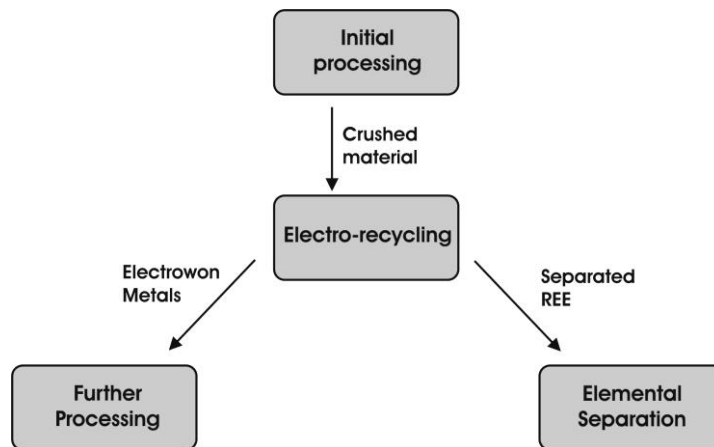 Initial
processing
Crushed
material
Electro-recycling
Electrowon
Metals
Separated
REE
Further
Processing
Elemental
Separation